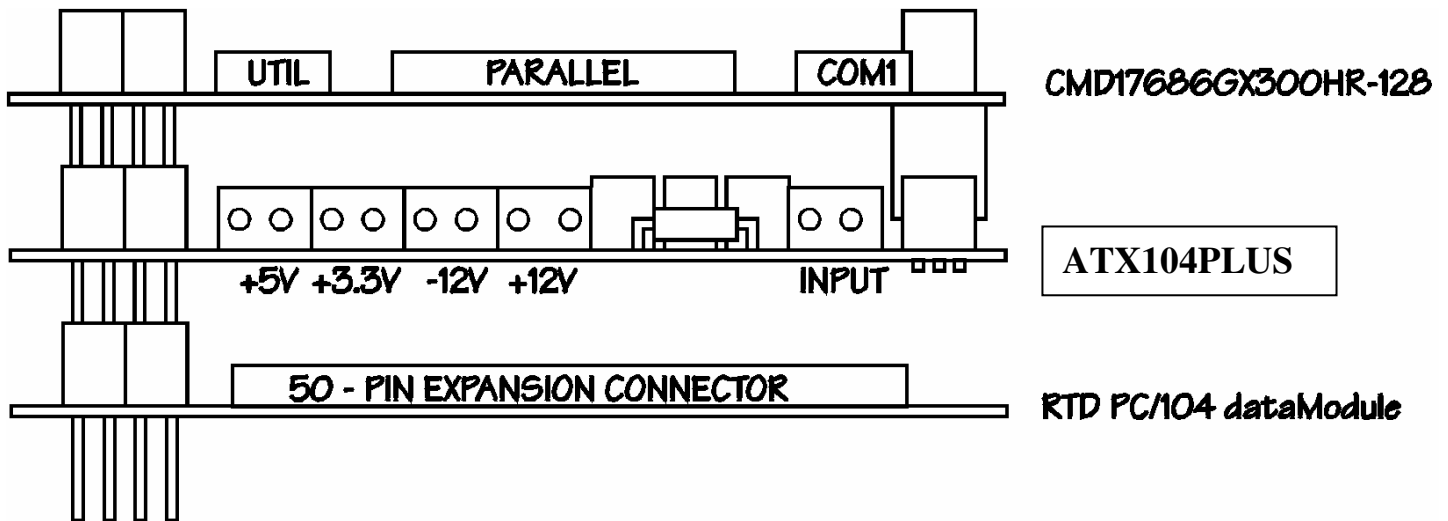 UTIL PARALLEL COM1 CMD17686GX300HR-128
ATX104PLUS
+5V +3.3V -12V +12V INPUT
50 - PIN EXPANSION CONNECTOR
RTD PC/104 dataModule